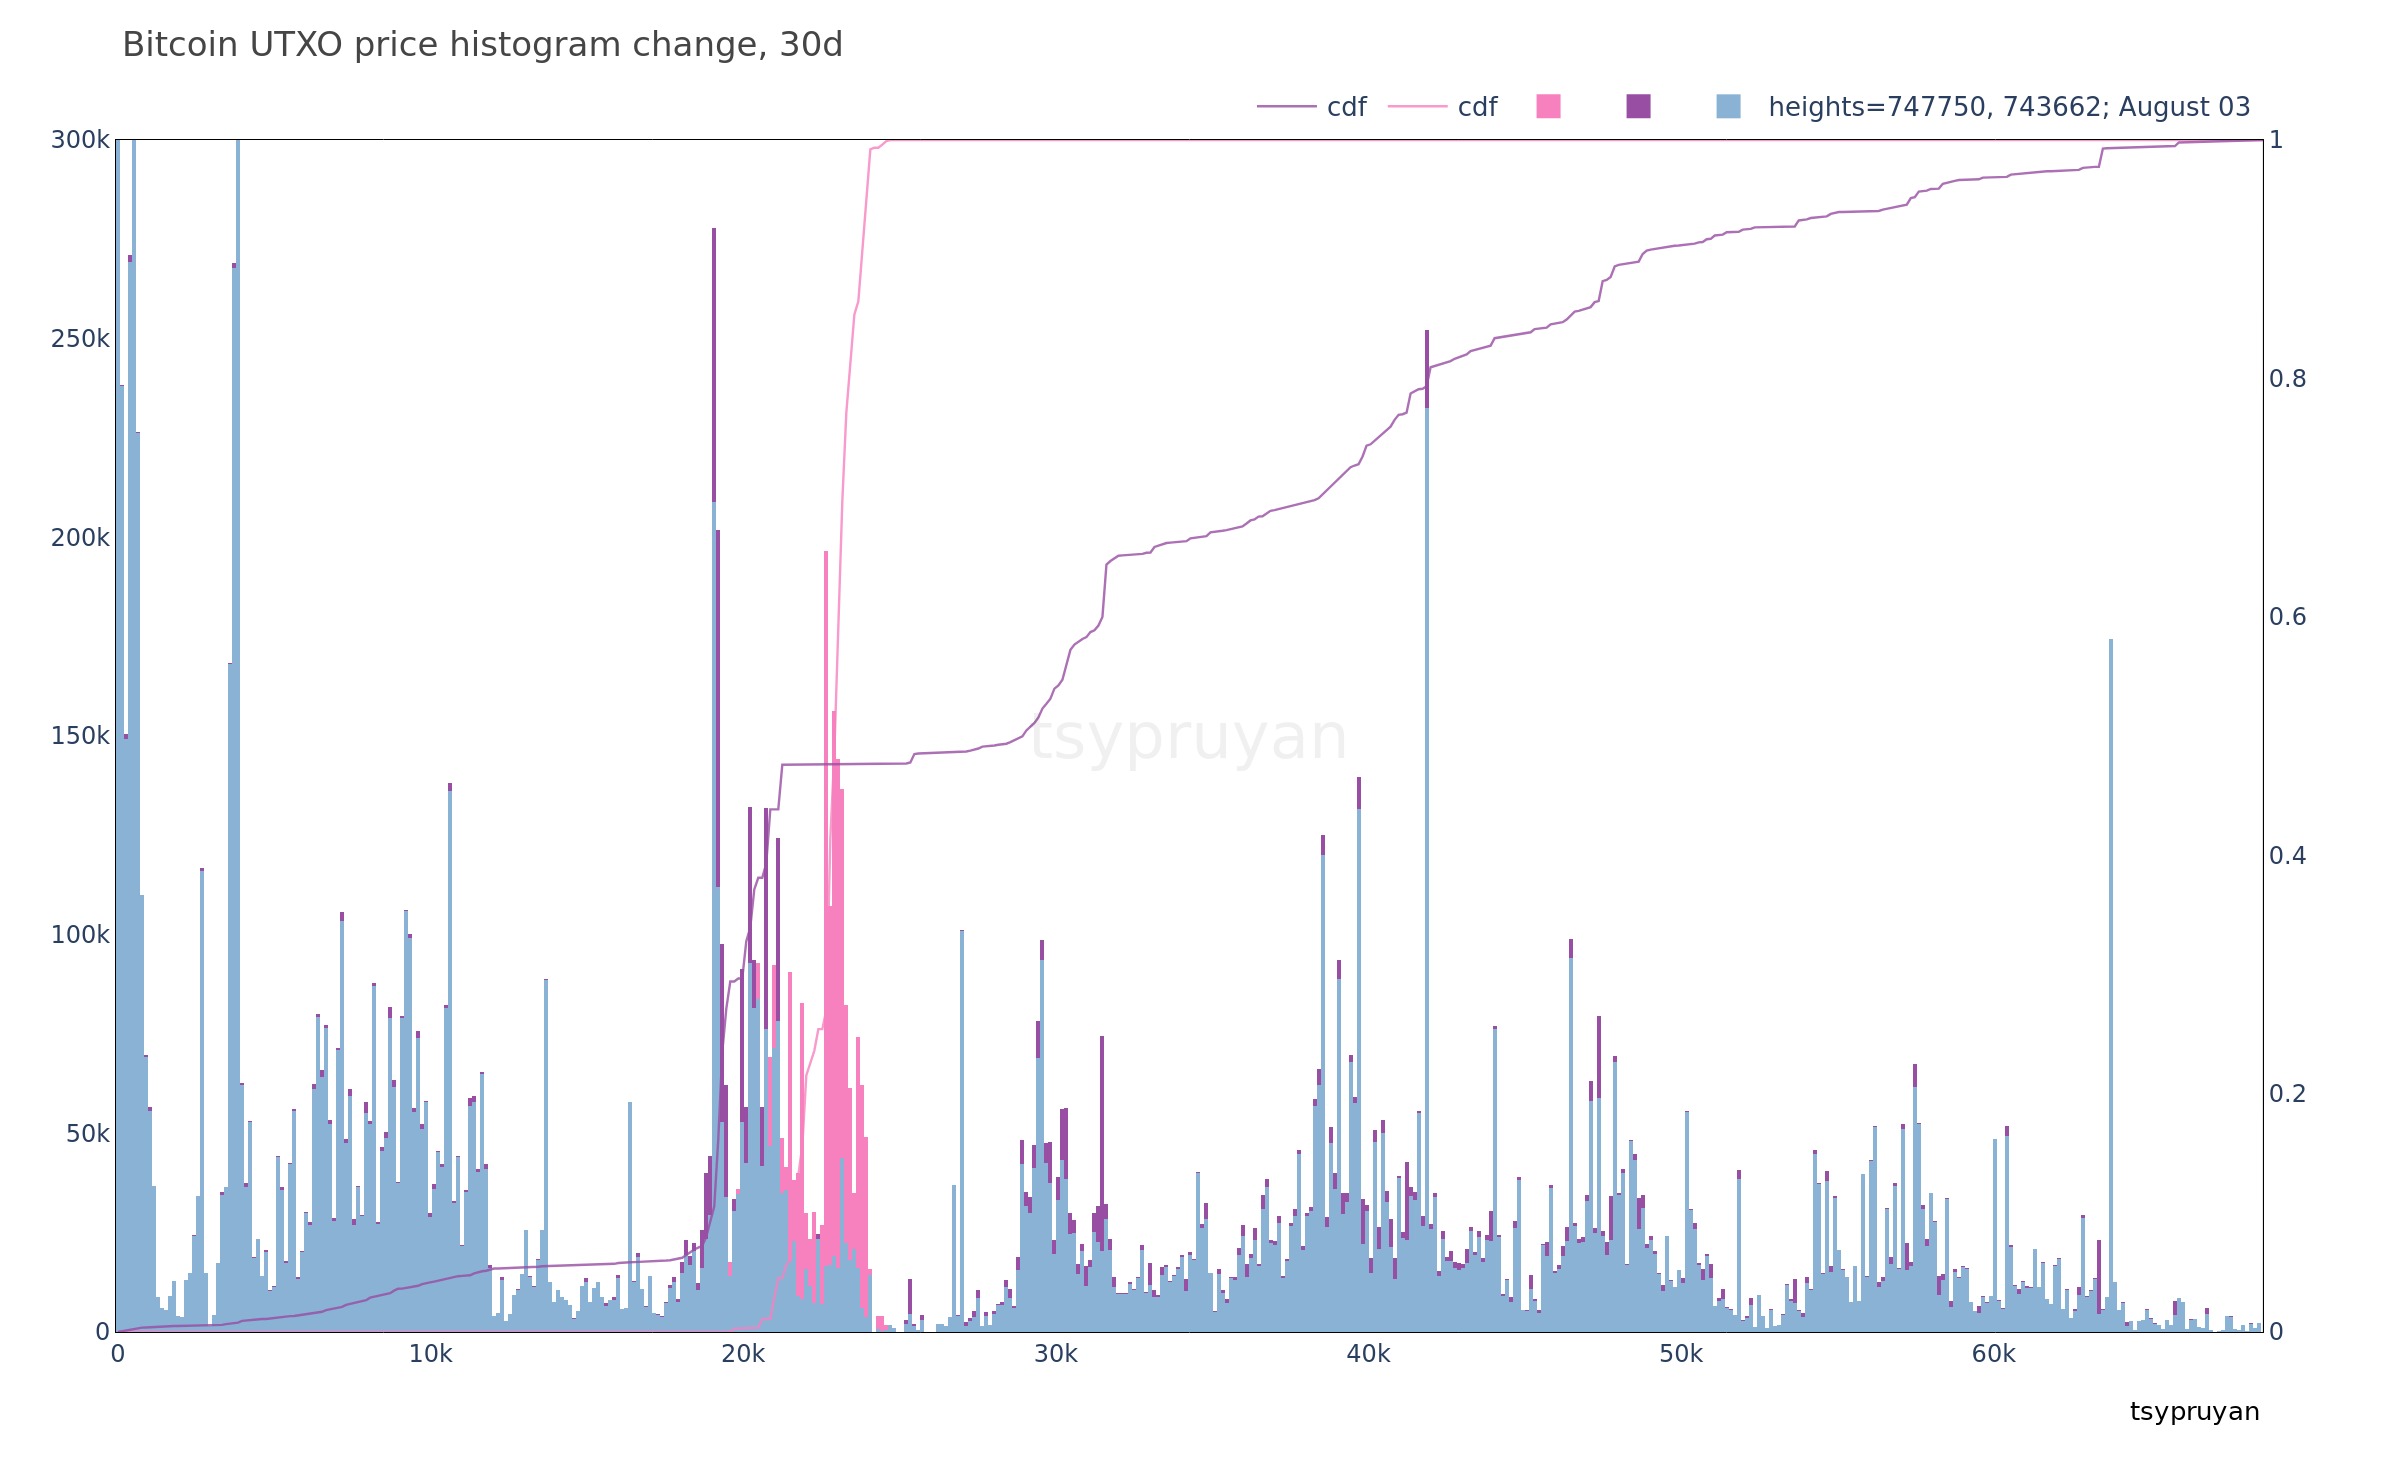 Bitcoin UTXO price histogram change, 30d
cdf cdf heights=747750, 743662; August 03
300k 1
250k
0.8
200k
0.6
150k
tsypruyan
0.4
100k
0.2
50k
0 0
0 10k 20k 30k 40k 50k 60k
tsypruyan